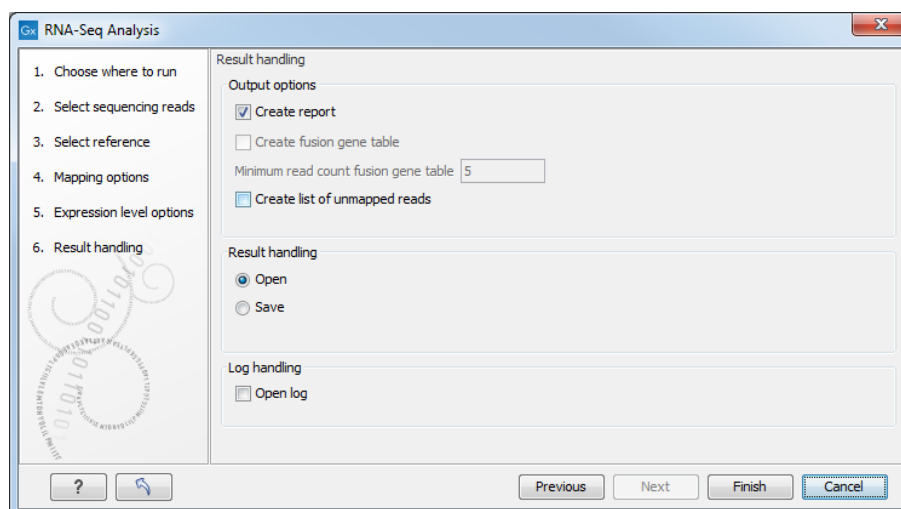 Gx RNA-Seq Analysis
X
1. Choose where to run
2. Select sequencing reads
3. Select reference
4. Mapping options
5. Expression level options
6. Result handling
Result handling
Output options
Create report
Create fusion gene table
Minimum read count fusion gene table 5
Create list of unmapped reads
Result handling
Open
Save
Log handling
Open log
? Previous Next Finish Cancel